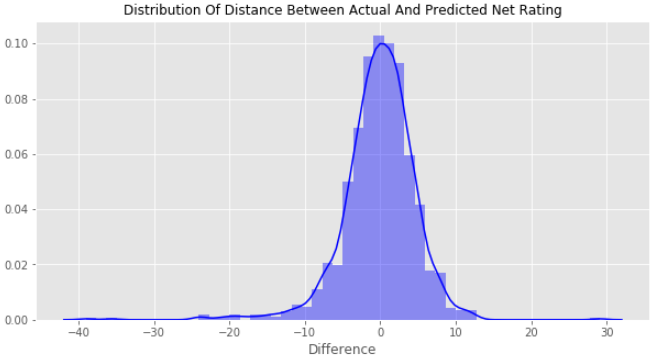 Distribution Of Distance Between Actual And Predicted Net Rating
0.10
0.08
0.06
0.04
0.02
0.00
−40 −30 −20 −10 0 10 20 30
Difference